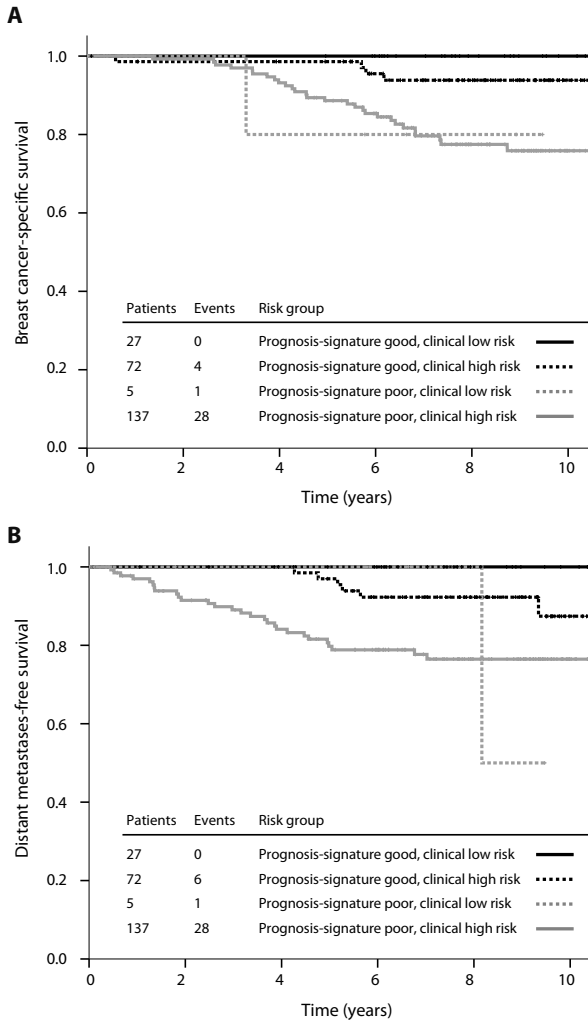 A
1.0
0.8
0.6
0.4
0.2
0.0
Breast cancer-specific survival
Patients Events Risk group
27 0 Prognosis-signature good, clinical low risk
72 4 Prognosis-signature good, clinical high risk
5 1 Prognosis-signature poor, clinical low risk
137 28 Prognosis-signature poor, clinical high risk
0 2 4 6 8 10
Time (years)
B
1.0
0.8
0.6
0.4
0.2
0.0
Distant metastases-free survival
Patients Events Risk group
27 0 Prognosis-signature good, clinical low risk
72 6 Prognosis-signature good, clinical high risk
5 1 Prognosis-signature poor, clinical low risk
137 28 Prognosis-signature poor, clinical high risk
0 2 4 6 8 10
Time (years)